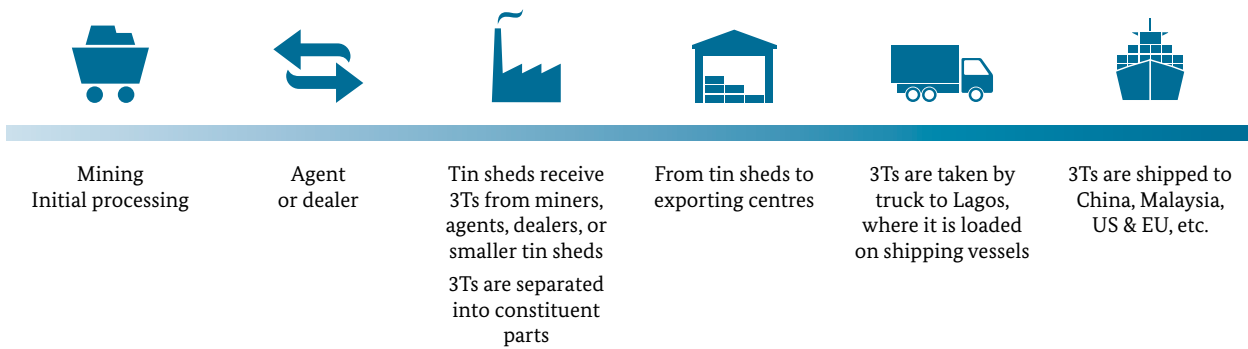 Mining
Initial processing
Agent
or dealer
Tin sheds receive
3Ts from miners,
agents, dealers, or
smaller tin sheds
3Ts are separated
into constituent
parts
From tin sheds to
exporting centres
3Ts are taken by
truck to Lagos,
where it is loaded
on shipping vessels
3Ts are shipped to
China, Malaysia,
US & EU, etc.